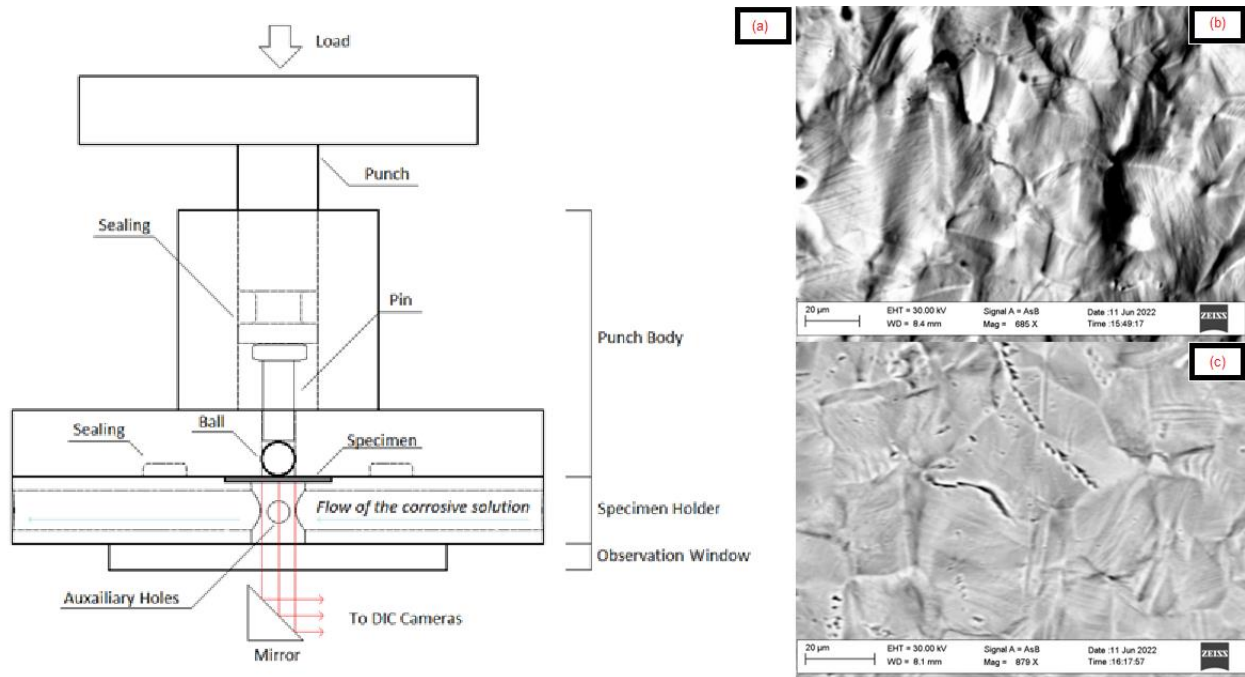 Load
Punch
Sealing
Pin
Punch Body
Ball
Sealing
Specimen
Flow of the corrosive solution
Specimen Holder
Observation Window
Auxailiary Holes
To DIC Cameras
Mirror
(a)
(b)
20 µm
EHT = 30.00 kV Signal A = AsB Date :11 Jun 2022
WD = 8.4 mm Mag = 685 X Time :15:49:17
ZEISS
(c)
20 µm
EHT = 30.00 kV Signal A = AsB Date :11 Jun 2022
WD = 8.1 mm Mag = 879 X Time :16:17:57
ZEISS